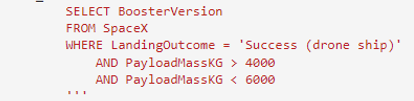 SELECT BoosterVersion
FROM SpaceX
WHERE LandingOutcome = 'Success (drone ship)'
AND PayloadMassKG > 4000
AND PayloadMassKG < 6000
'''